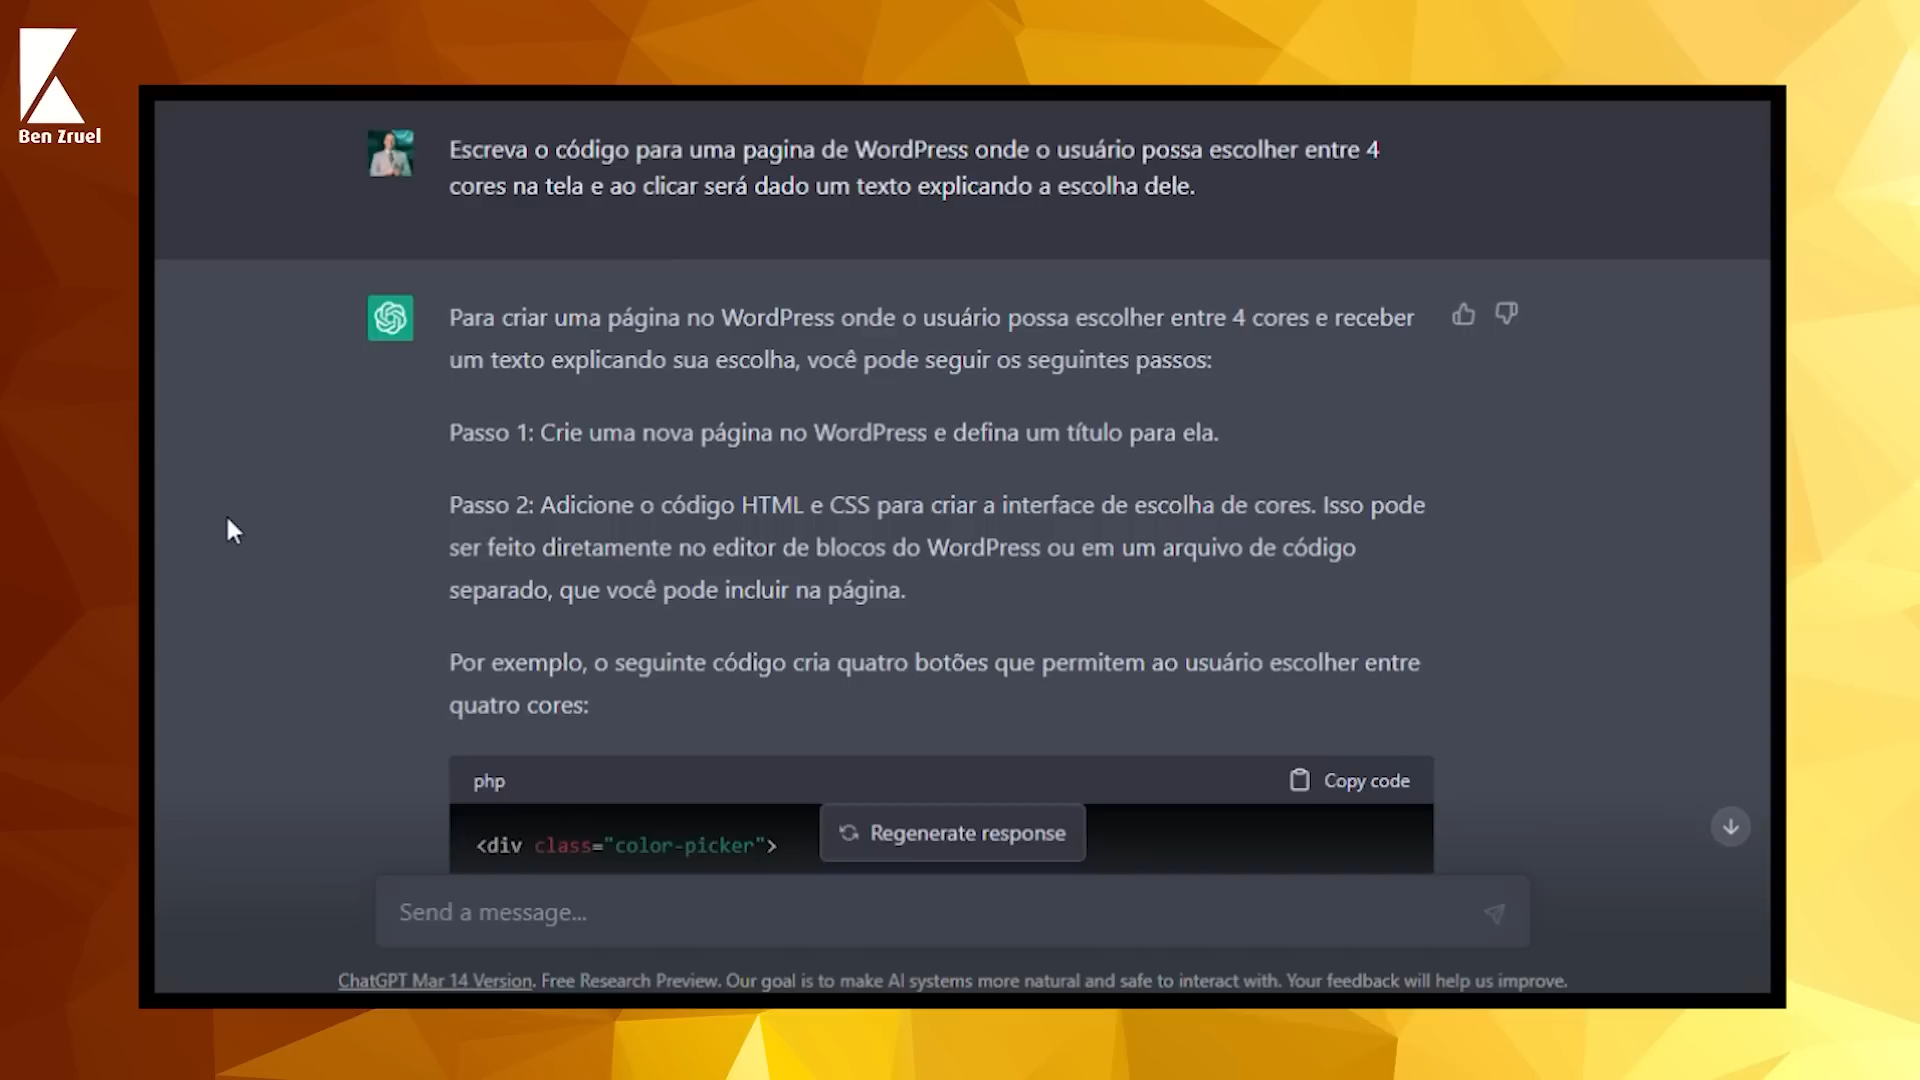 Ben Zruel
Escreva o código para uma pagina de WordPress onde o usuário possa escolher entre 4
cores na tela e ao clicar será dado um texto explicando a escolha dele.
Para criar uma página no WordPress onde o usuário possa escolher entre 4 cores e receber
um texto explicando sua escolha, você pode seguir os seguintes passos:
Passo 1: Crie uma nova página no WordPress e defina um título para ela.
Passo 2: Adicione o código HTML e CSS para criar a interface de escolha de cores. Isso pode
ser feito diretamente no editor de blocos do WordPress ou em um arquivo de código
separado, que você pode incluir na página.
Por exemplo, o seguinte código cria quatro botões que permitem ao usuário escolher entre
quatro cores:
php Copy code
<div class="color-picker">
Regenerate response
Send a message...
ChatGPT Mar 14 Version. Free Research Preview. Our goal is to make AI systems more natural and safe to interact with. Your feedback will help us improve.